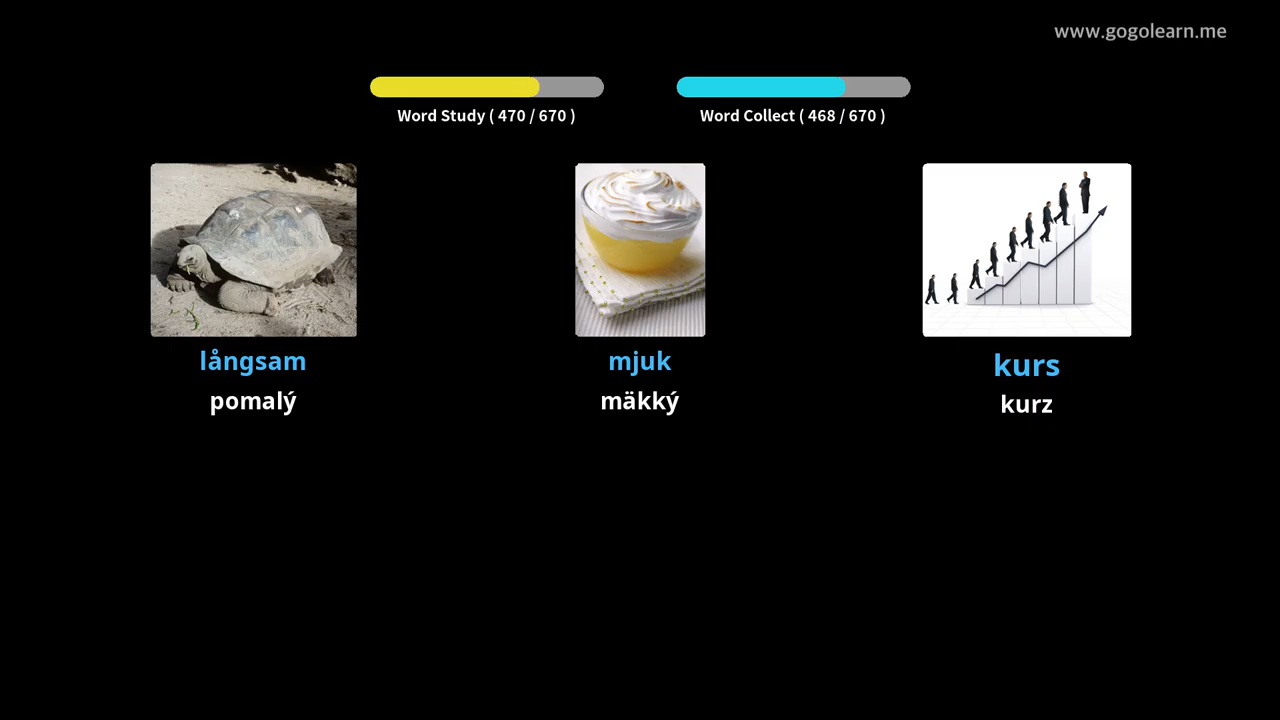 www.gogolearn.me
Word Study ( 470 / 670 )
Word Collect ( 468 / 670 )
långsam
pomalý
mjuk
mäkký
kurs
kurz